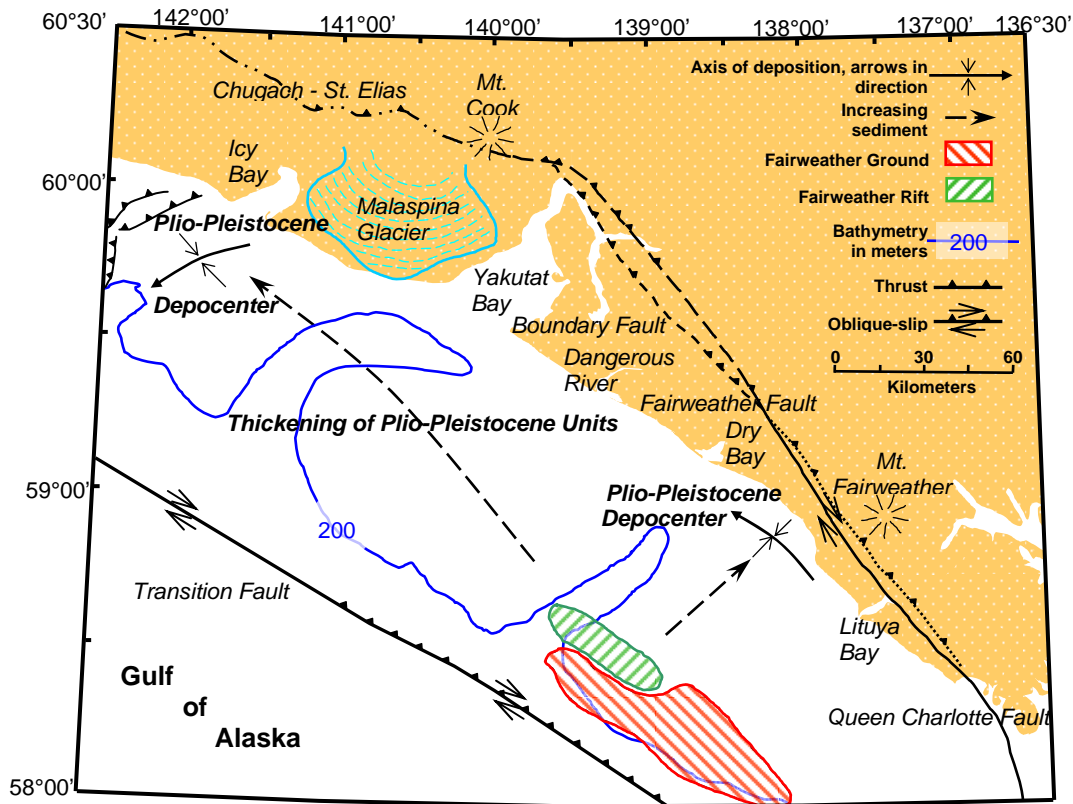 60°30'
142°00'
141°00'
140°00'
139°00'
138°00'
137°00'
136°30'
60°00'
59°00'
58°00'
Chugach - St. Elias
Mt.
Cook
Icy
Bay
Malaspina
Glacier
Plio-Pleistocene
Depocenter
Yakutat
Bay
Boundary Fault
Dangerous
River
Fairweather Fault
Dry
Bay
Mt.
Fairweather
Thickening of Plio-Pleistocene Units
Plio-Pleistocene
Depocenter
200
Transition Fault
Lituya
Bay
Queen Charlotte Fault
Gulf
of
Alaska
Axis of deposition, arrows in
direction
Increasing
sediment
Fairweather Ground
Fairweather Rift
Bathymetry
in meters
200
Thrust
Oblique-slip
0 30 60
Kilometers